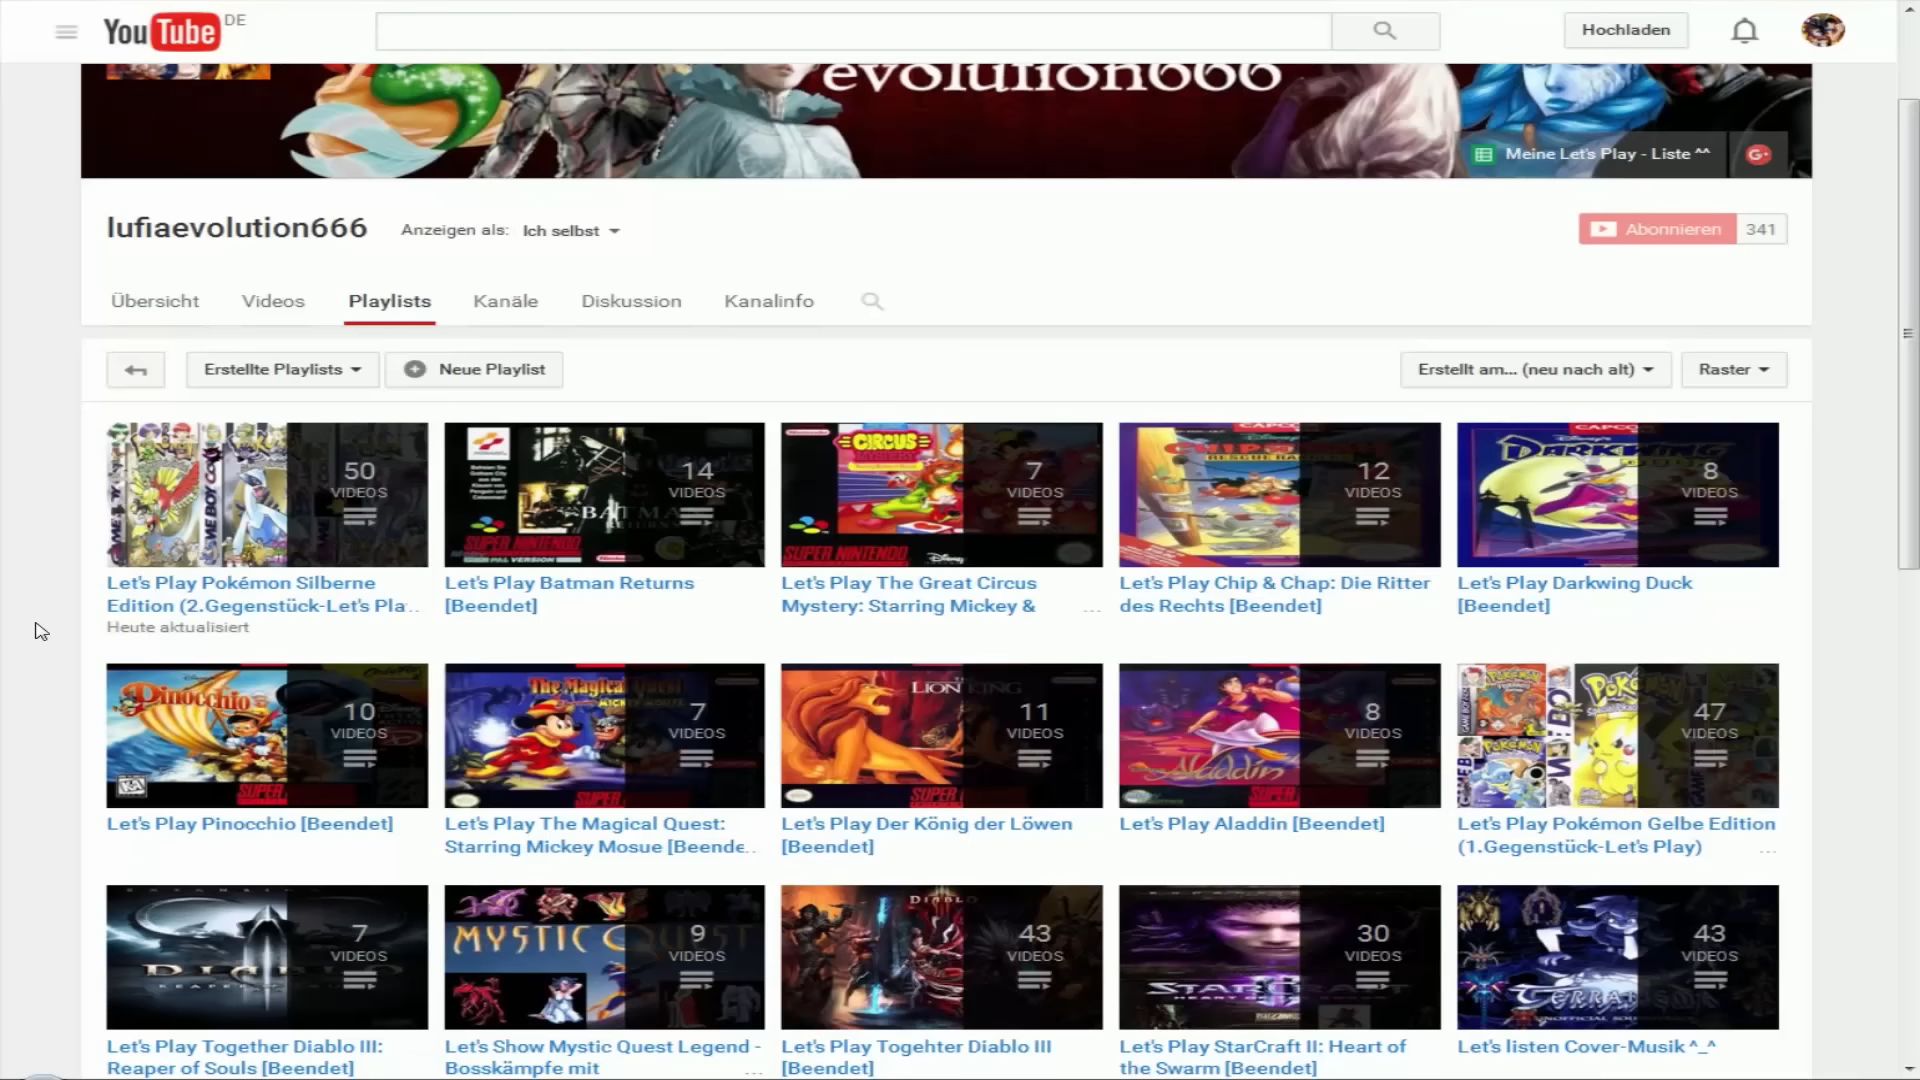 YouTube DE
Hochladen
evolution666
Meine Let's Play - Liste ^^
G+
lufiaevolution666
Anzeigen als: Ich selbst
Abonnieren 341
Übersicht Videos Playlists Kanäle Diskussion Kanalinfo
Erstellte Playlists Neue Playlist Erstellt am... (neu nach alt) Raster
50 VIDEOS
14 VIDEOS
7 VIDEOS
12 VIDEOS
8 VIDEOS
Let's Play Pokémon Silberne
Edition (2.Gegenstück-Let's Pla...
Heute aktualisiert
Let's Play Batman Returns
[Beendet]
Let's Play The Great Circus
Mystery: Starring Mickey & ...
Let's Play Chip & Chap: Die Ritter
des Rechts [Beendet]
Let's Play Darkwing Duck
[Beendet]
10 VIDEOS
7 VIDEOS
11 VIDEOS
8 VIDEOS
47 VIDEOS
Let's Play Pinocchio [Beendet]
Let's Play The Magical Quest:
Starring Mickey Mosue [Beende...
Let's Play Der König der Löwen
[Beendet]
Let's Play Aladdin [Beendet]
Let's Play Pokémon Gelbe Edition
(1.Gegenstück-Let's Play) ...
7 VIDEOS
9 VIDEOS
43 VIDEOS
30 VIDEOS
43 VIDEOS
Let's Play Together Diablo III:
Reaper of Souls [Beendet]
Let's Show Mystic Quest Legend -
Bosskämpfe mit ...
Let's Play Togehter Diablo III
[Beendet]
Let's Play StarCraft II: Heart of
the Swarm [Beendet]
Let's listen Cover-Musik ^_^